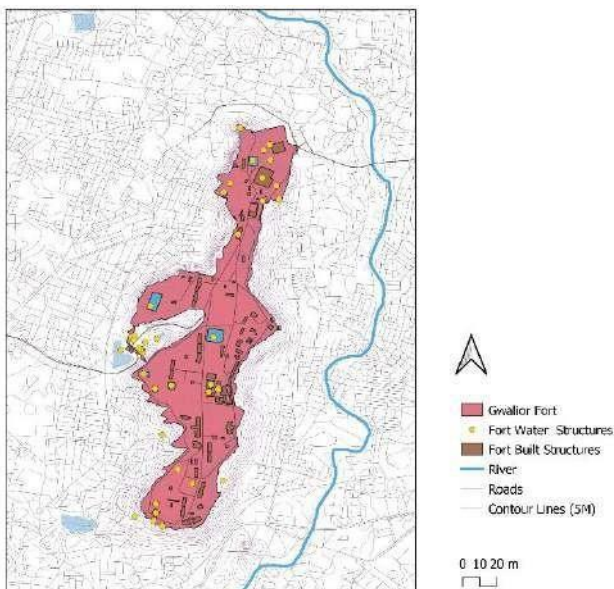 Gwalior Fort
Fort Water Structures
Fort Built Structures
River
Roads
Contour Lines (5M)
0 10 20 m